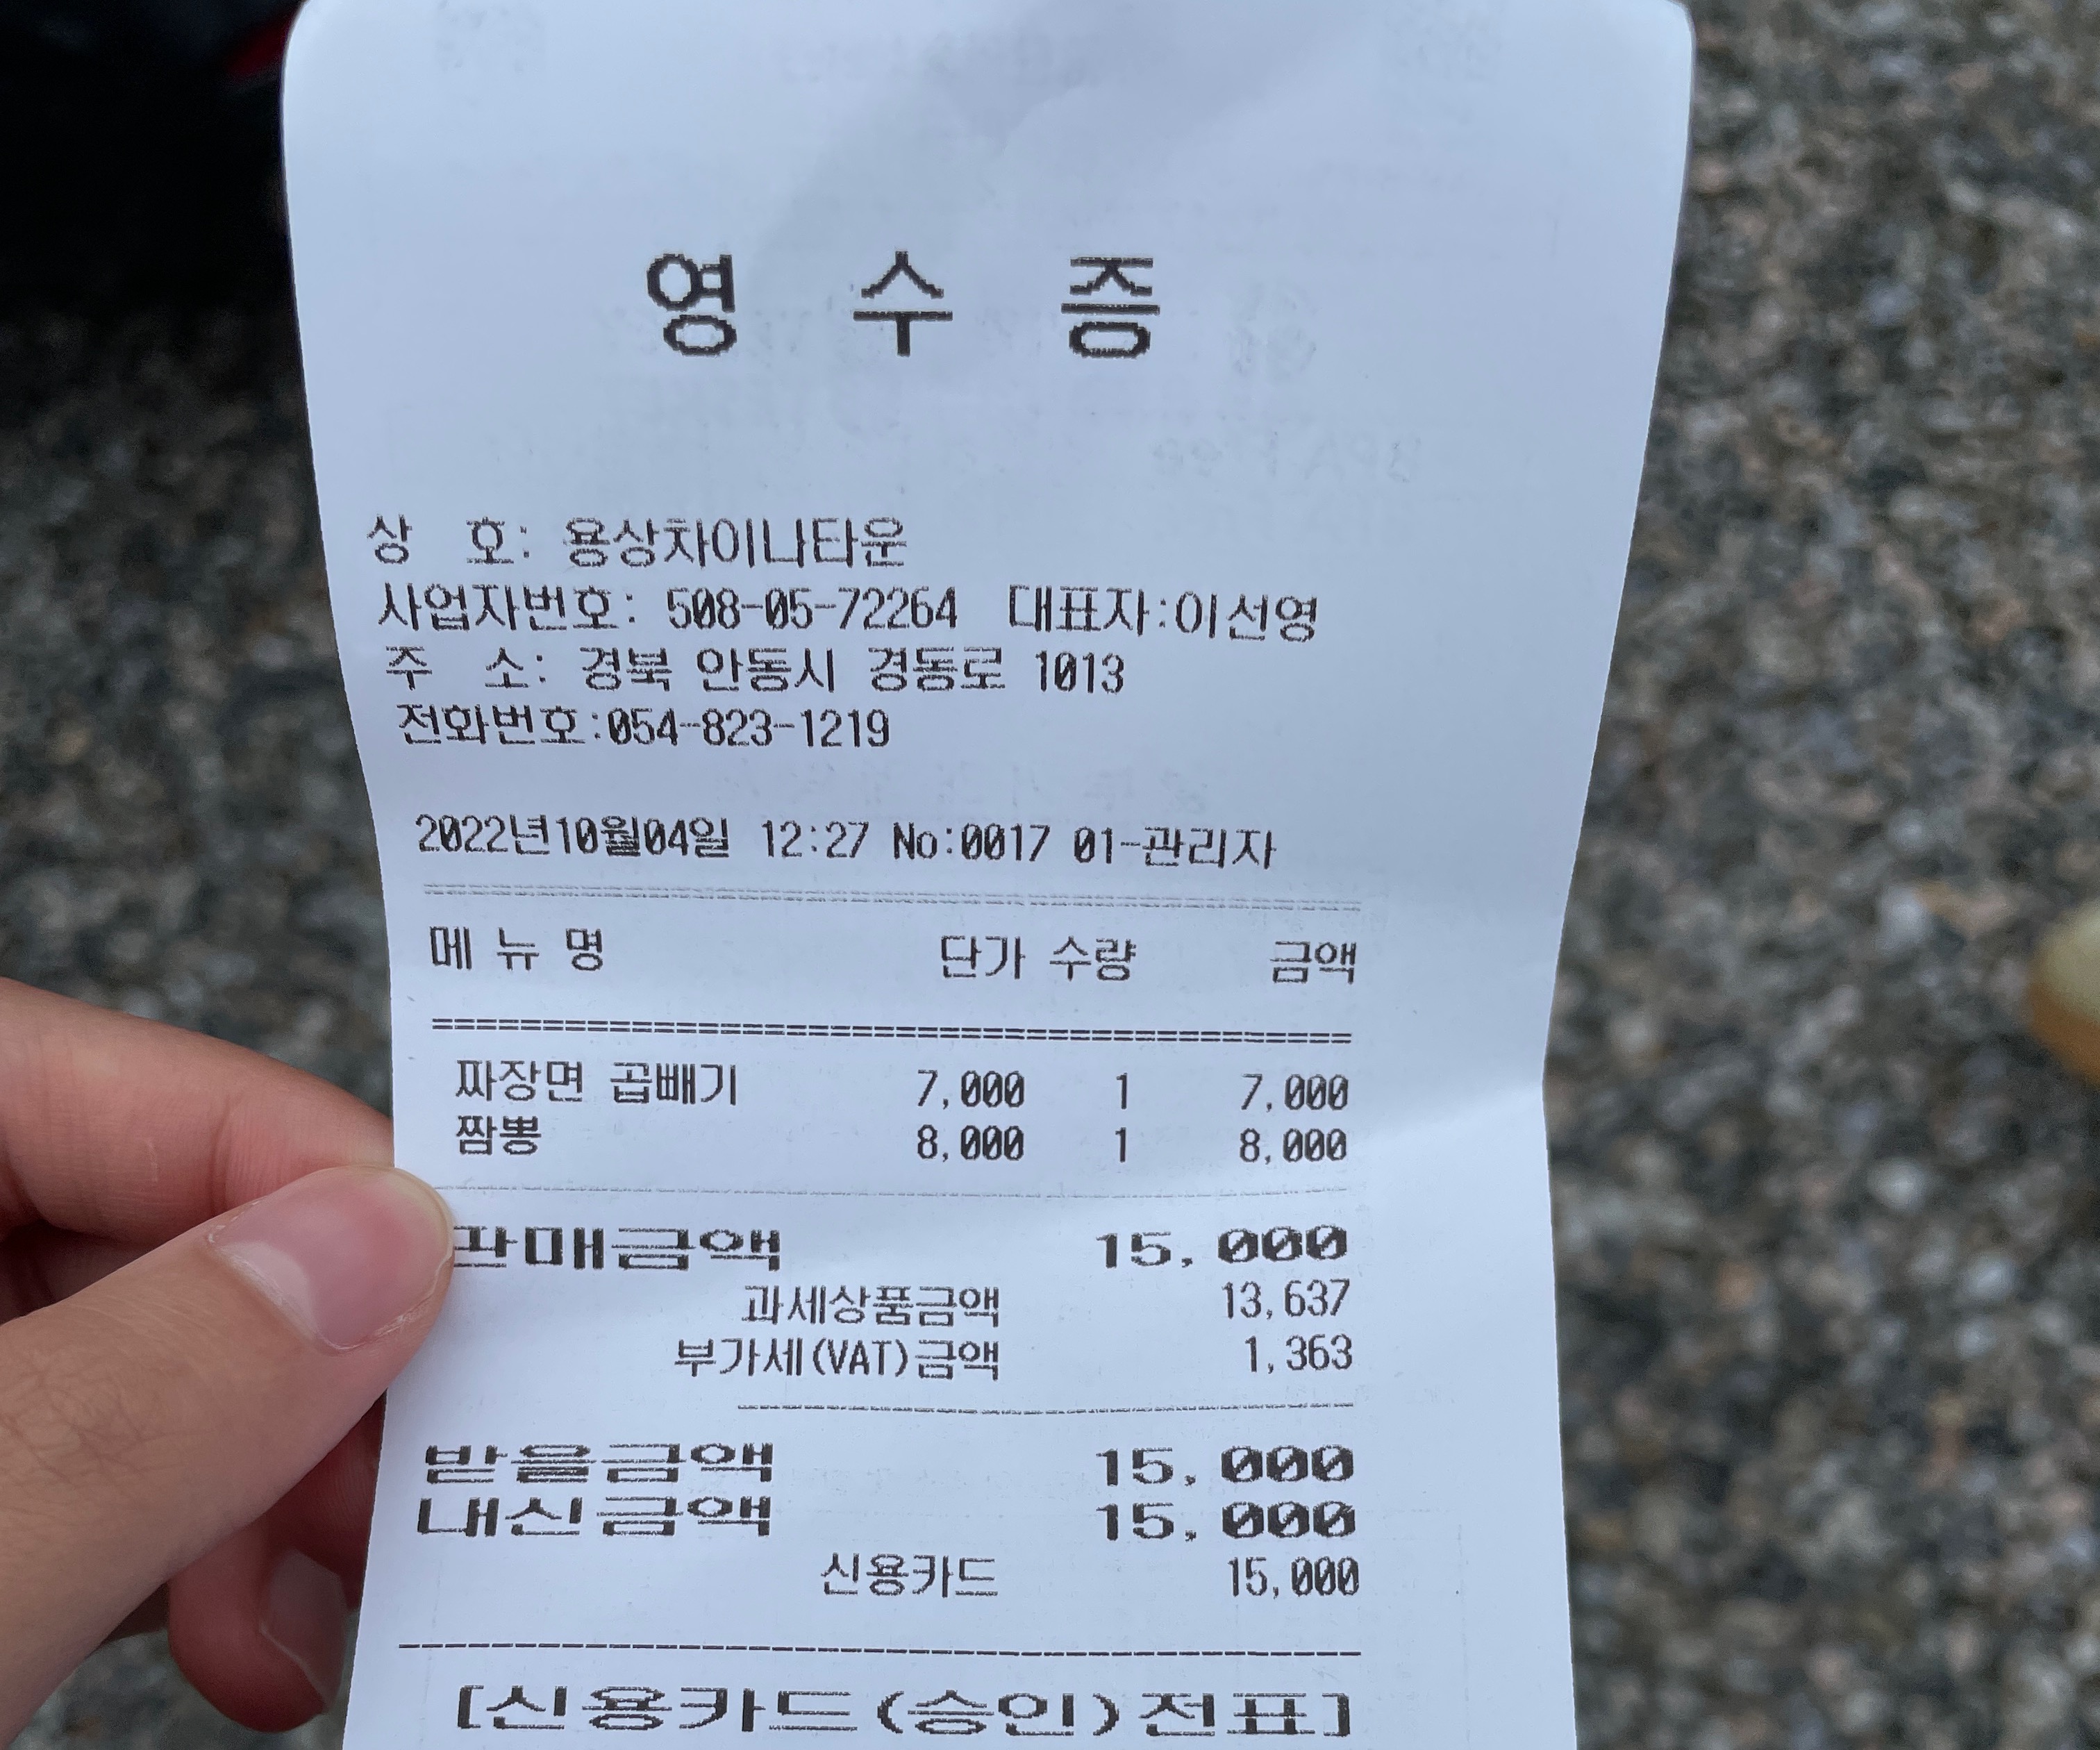 영 수 증
상 호: 용상차이나타운
사업자번호: 508-05-72264 대표자:이선영
주 소: 경북 안동시 경동로 1013
전화번호:054-823-1219
2022년10월04일 12:27 No:0017 01-관리자
메 뉴 명 단가 수량 금액
짜장면 곱빼기 7,000 1 7,000
짬뽕 8,000 1 8,000
판매금액 15,000
과세상품금액 13,637
부가세(VAT)금액 1,363
받을금액 15,000
내신금액 15,000
신용카드 15,000
[신용카드(승인)전표]